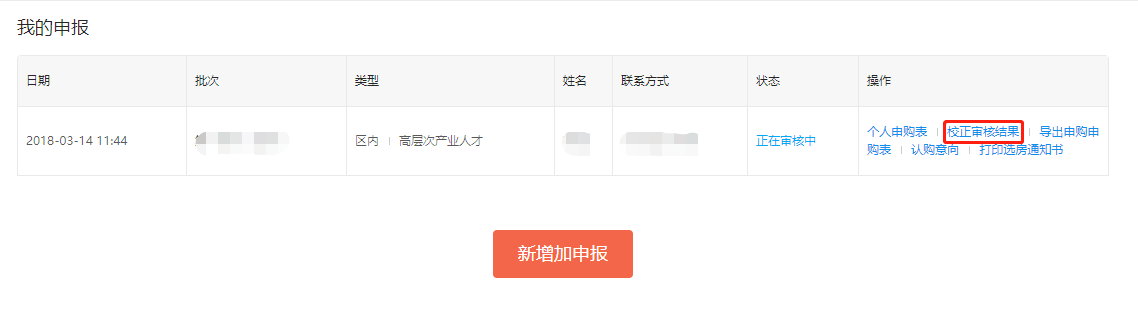 我的申报
日期 批次 类型 姓名 联系方式 状态 操作
2018-03-14 11:44 区内 | 高层次产业人才 正在审核中 个人申购表 | 校正审核结果 | 导出申购申
购表 | 认购意向 | 打印选房通知书
新增加申报